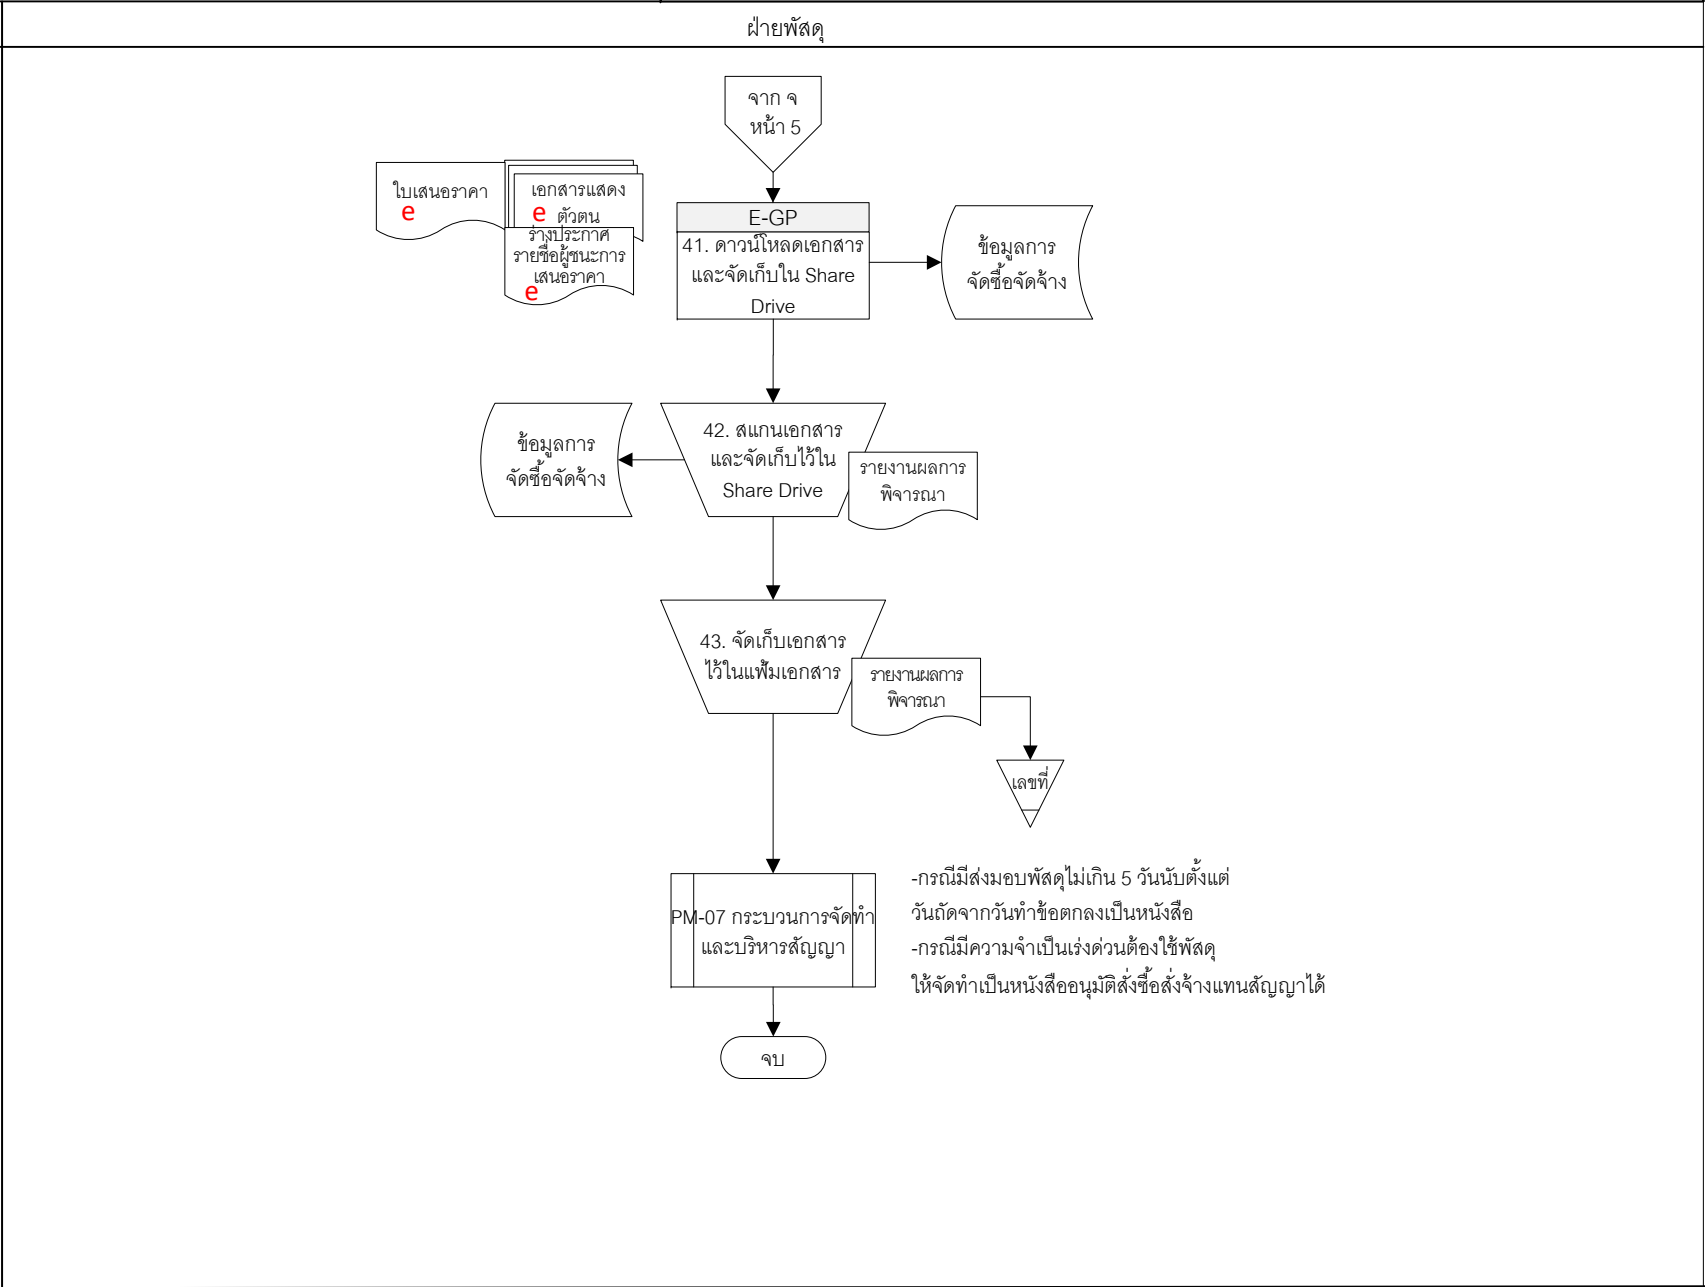 ฝ่ายพัสดุ
จาก จ
หน้า 5
ใบเสนอราคา
e
เอกสารแสดง
e ตัวตน
ร่างประกาศ
รายชื่อผู้ชนะการ
เสนอราคา
e
E-GP
41. ดาวน์โหลดเอกสาร
และจัดเก็บใน Share
Drive
ข้อมูลการ
จัดซื้อจัดจ้าง
ข้อมูลการ
จัดซื้อจัดจ้าง
42. สแกนเอกสาร
และจัดเก็บไว้ใน
Share Drive
รายงานผลการ
พิจารณา
43. จัดเก็บเอกสาร
ไว้ในแฟ้มเอกสาร
รายงานผลการ
พิจารณา
เลขที่
PM-07 กระบวนการจัดทำ
และบริหารสัญญา
-กรณีมีส่งมอบพัสดุไม่เกิน 5 วันนับตั้งแต่
วันถัดจากวันทำข้อตกลงเป็นหนังสือ
-กรณีมีความจำเป็นเร่งด่วนต้องใช้พัสดุ
ให้จัดทำเป็นหนังสืออนุมัติสั่งซื้อสั่งจ้างแทนสัญญาได้
จบ